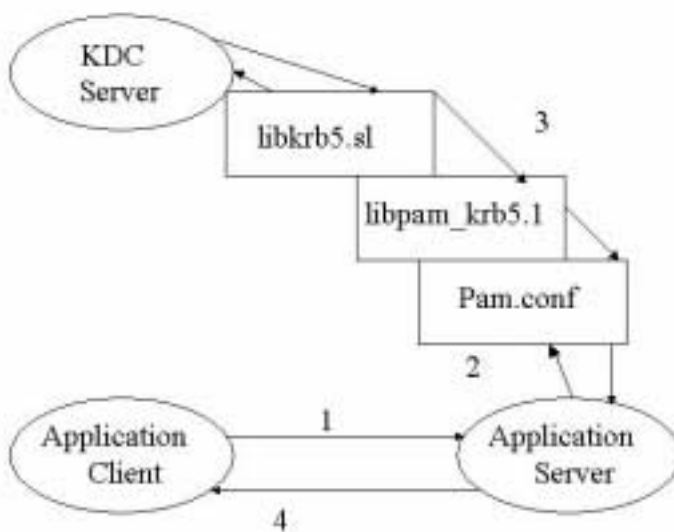 KDC
Server
libkrb5.sl
3
libpam_krb5.1
Pam.conf
2
Application
Client
1
Application
Server
4